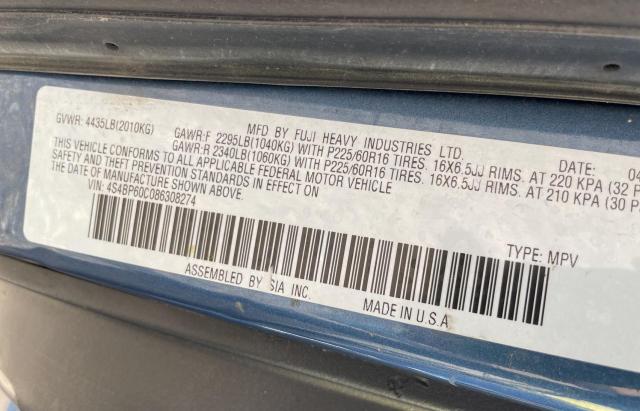 MFD BY FUJI HEAVY INDUSTRIES LTD. DATE: 04
GVWR: 4435LB(2010KG) GAWR:F 2295LB(1040KG) WITH P225/60R16 TIRES. 16X6.5JJ RIMS. AT 220 KPA (32 P
GAWR:R 2340LB(1060KG) WITH P225/60R16 TIRES. 16X6.5JJ RIMS. AT 210 KPA (30 P
THIS VEHICLE CONFORMS TO ALL APPLICABLE FEDERAL MOTOR VEHICLE
SAFETY AND THEFT PREVENTION STANDARDS IN EFFECT ON
THE DATE OF MANUFACTURE SHOWN ABOVE.
VIN: 4S4BP60C086308274
TYPE: MPV
ASSEMBLED BY SIA INC.
MADE IN U.S.A